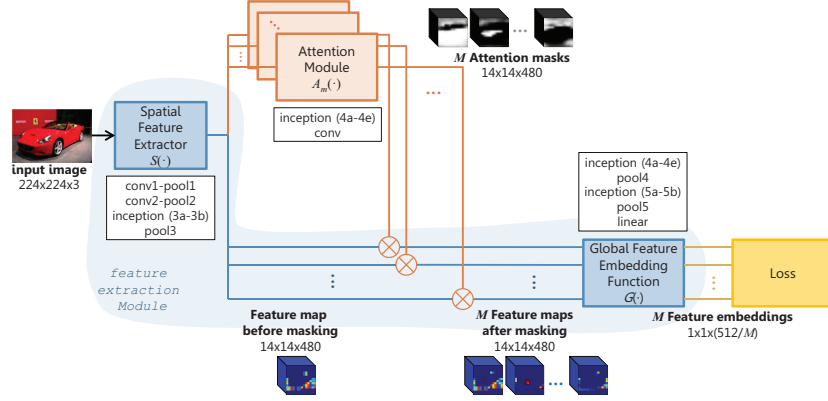 Attention
Module
Aₘ(·)
inception (4a-4e)
conv
M Attention masks
14x14x480
Spatial
Feature
Extractor
S(·)
input image
224x224x3
conv1-pool1
conv2-pool2
inception (3a-3b)
pool3
feature
extraction
Module
inception (4a-4e)
pool4
inception (5a-5b)
pool5
linear
Global Feature
Embedding
Function
G(·)
Loss
Feature map
before masking
14x14x480
M Feature maps
after masking
14x14x480
M Feature embeddings
1x1x(512/M)